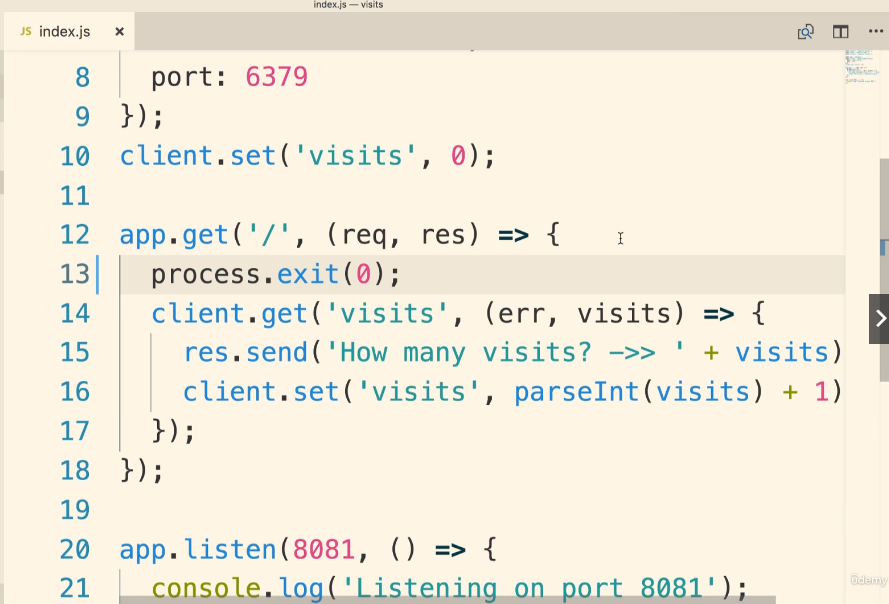 index.js — visits
JS index.js ×
8 port: 6379
9 });
10 client.set('visits', 0);
11
12 app.get('/', (req, res) => {
13 process.exit(0);
14 client.get('visits', (err, visits) => {
15 res.send('How many visits? ->> ' + visits)
16 client.set('visits', parseInt(visits) + 1)
17 });
18 });
19
20 app.listen(8081, () => {
21 console.log('Listening on port 8081');
ûdemy